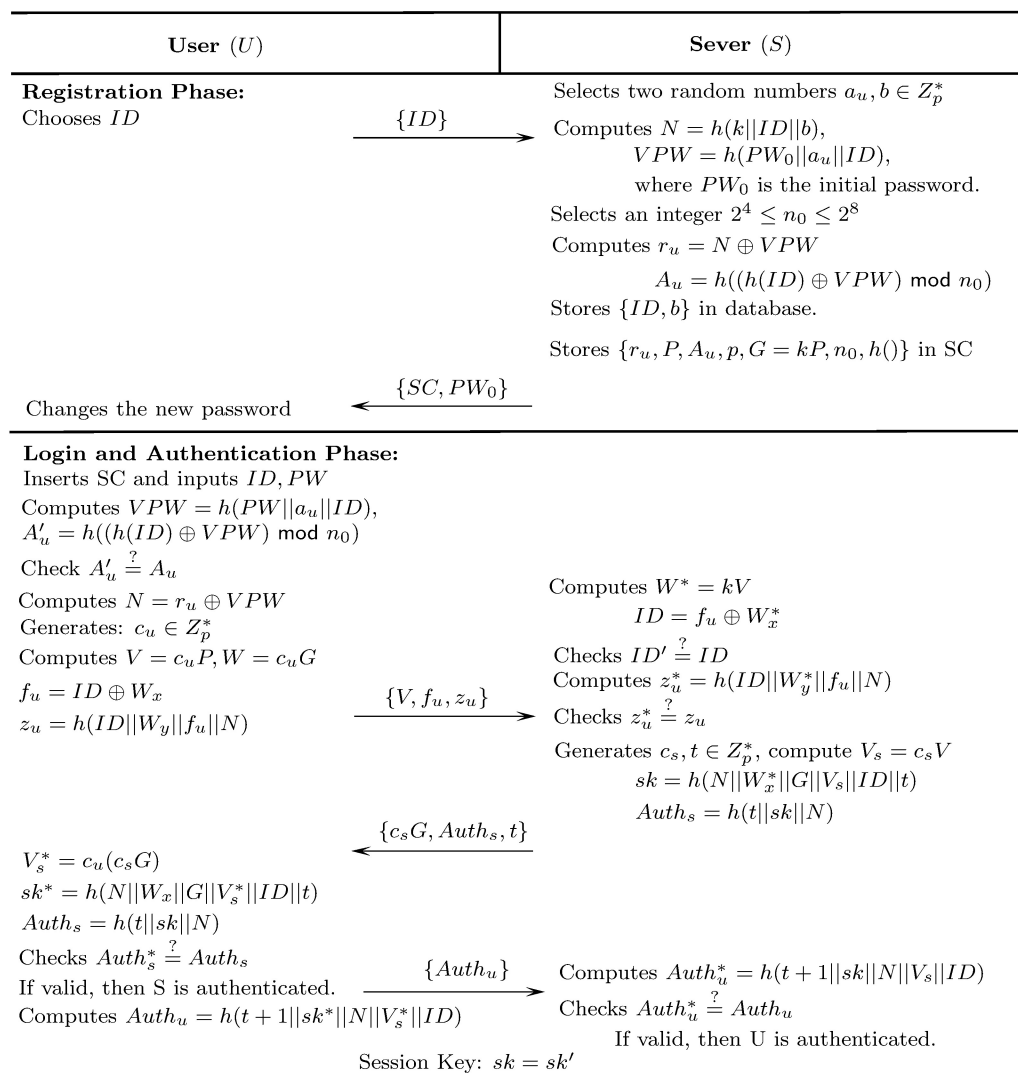 User (U)
Sever (S)
Registration Phase:
Chooses ID
{ID}
Selects two random numbers a_u, b ∈ Z_p^*
Computes N = h(k||ID||b),
VPW = h(PW_0||a_u||ID),
where PW_0 is the initial password.
Selects an integer 2^4 ≤ n_0 ≤ 2^8
Computes r_u = N ⊕ VPW
A_u = h((h(ID) ⊕ VPW) mod n_0)
Stores {ID, b} in database.
Stores {r_u, P, A_u, p, G = kP, n_0, h()} in SC
{SC, PW_0}
Changes the new password
Login and Authentication Phase:
Inserts SC and inputs ID, PW
Computes VPW = h(PW||a_u||ID),
A'_u = h((h(ID) ⊕ VPW) mod n_0)
Check A'_u ≟ A_u
Computes N = r_u ⊕ VPW
Generates: c_u ∈ Z_p^*
Computes V = c_uP, W = c_uG
f_u = ID ⊕ W_x
z_u = h(ID||W_y||f_u||N)
{V, f_u, z_u}
Computes W^* = kV
ID = f_u ⊕ W_x^*
Checks ID' ≟ ID
Computes z_u^* = h(ID||W_y^*||f_u||N)
Checks z_u^* ≟ z_u
Generates c_s, t ∈ Z_p^*, compute V_s = c_sV
sk = h(N||W_x^*||G||V_s||ID||t)
Auth_s = h(t||sk||N)
{c_sG, Auth_s, t}
V_s^* = c_u(c_sG)
sk^* = h(N||W_x||G||V_s^*||ID||t)
Auth_s = h(t||sk||N)
Checks Auth_s^* ≟ Auth_s
If valid, then S is authenticated.
Computes Auth_u = h(t + 1||sk^*||N||V_s^*||ID)
{Auth_u}
Computes Auth_u^* = h(t + 1||sk||N||V_s||ID)
Checks Auth_u^* ≟ Auth_u
If valid, then U is authenticated.
Session Key: sk = sk'